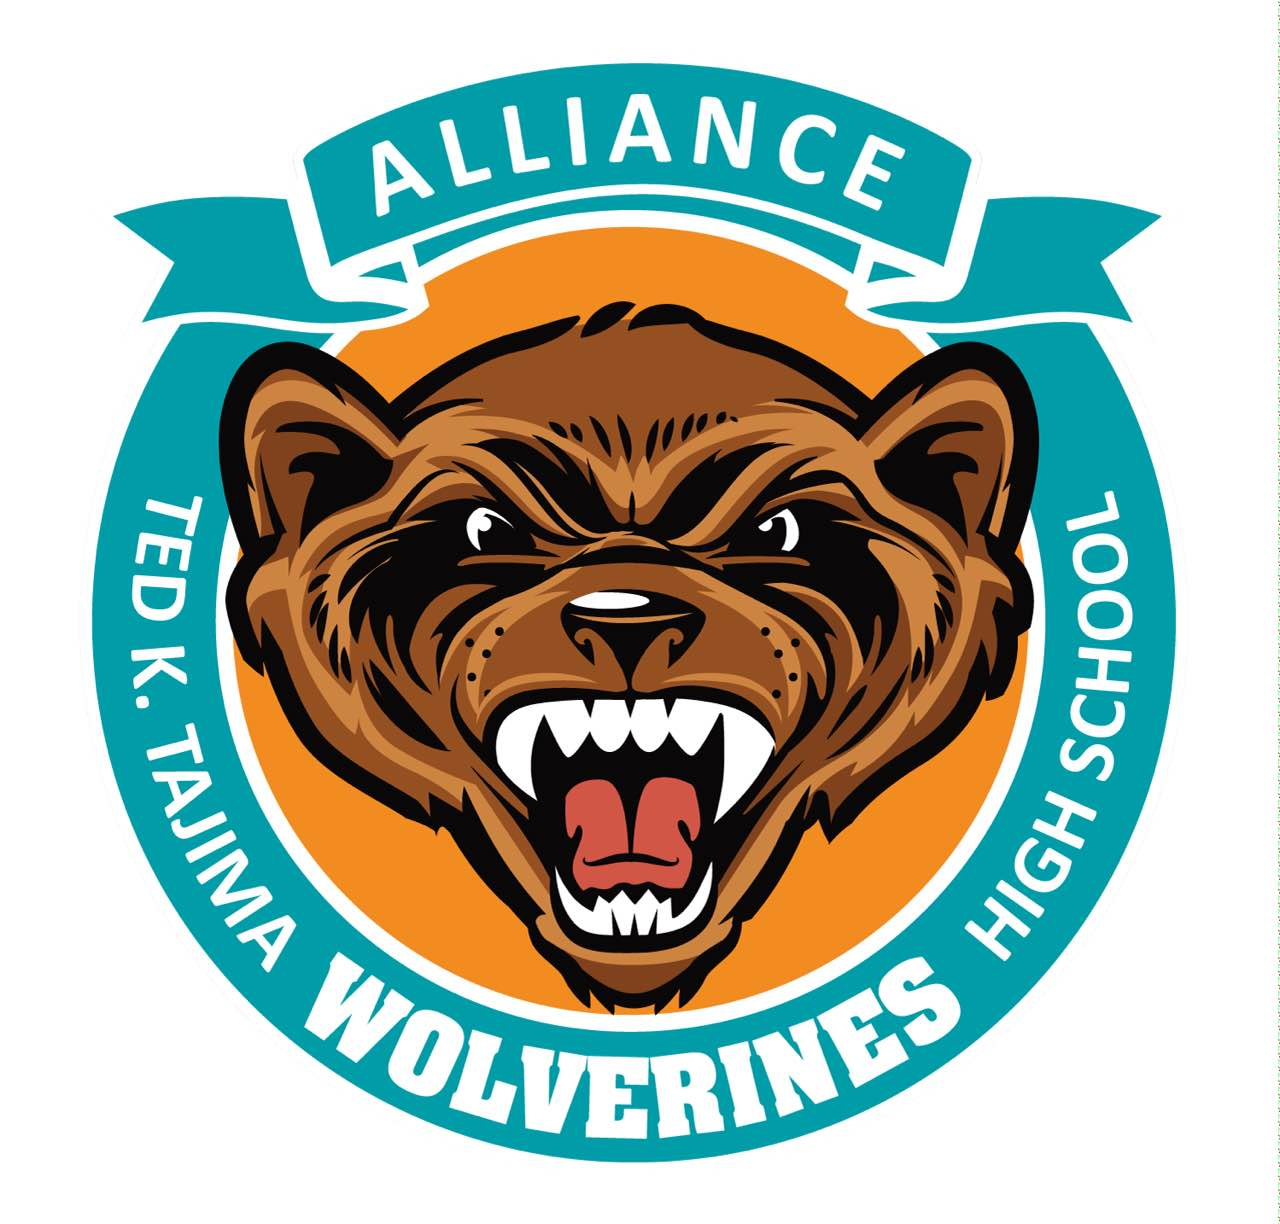 ALLIANCE
TED K. TAJIMA
HIGH SCHOOL
WOLVERINES